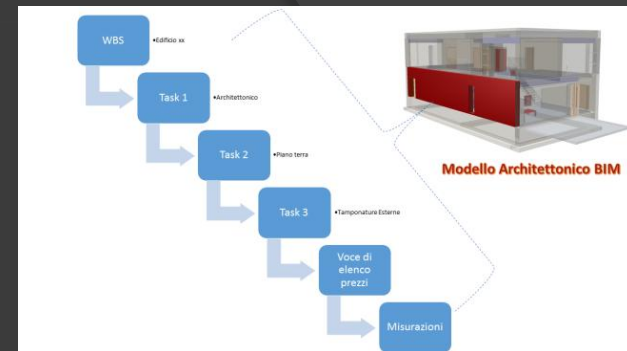 WBS
•Edificio xx
Task 1
•Architettonico
Task 2
•Piano terra
Task 3
•Tamponature Esterne
Voce di
elenco
prezzi
Misurazioni
Modello Architettonico BIM